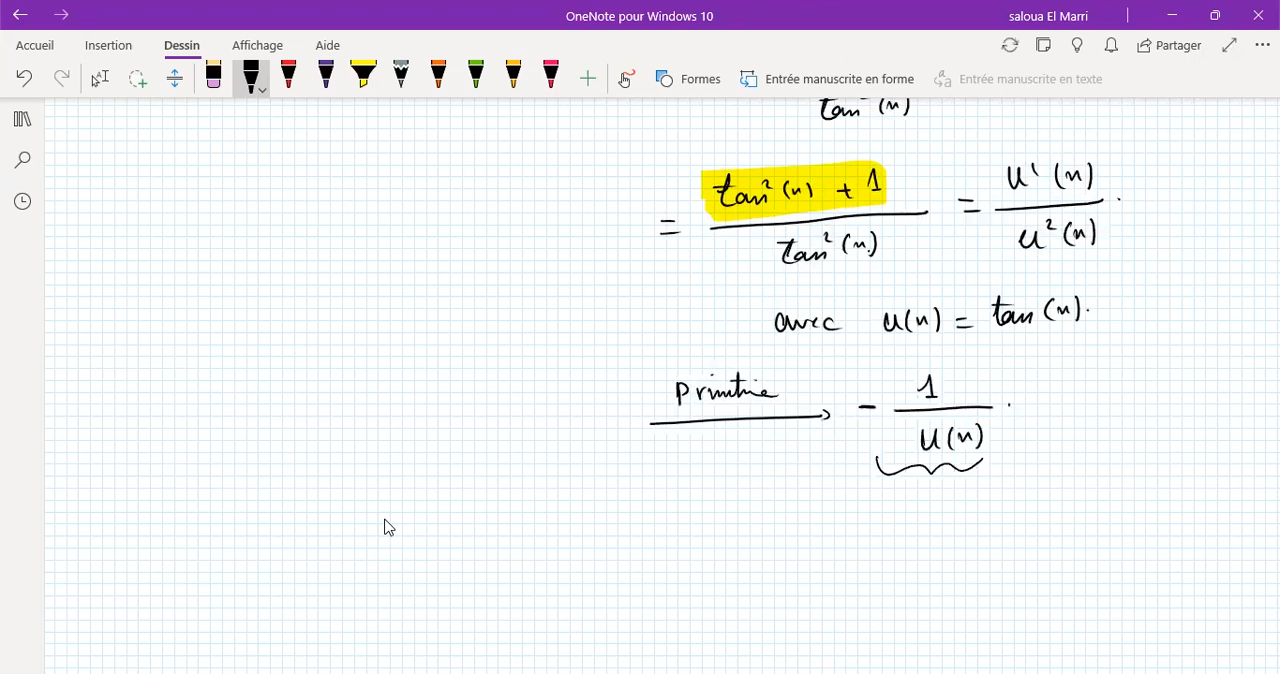 OneNote pour Windows 10
saloua El Marri
Accueil Insertion Dessin Affichage Aide
Partager
Formes Entrée manuscrite en forme Entrée manuscrite en texte
tan²(x)
= tan²(x) + 1 / tan²(x) = u'(x) / u²(x).
avec u(x) = tan(x).
Primitive → - 1 / U(x) .